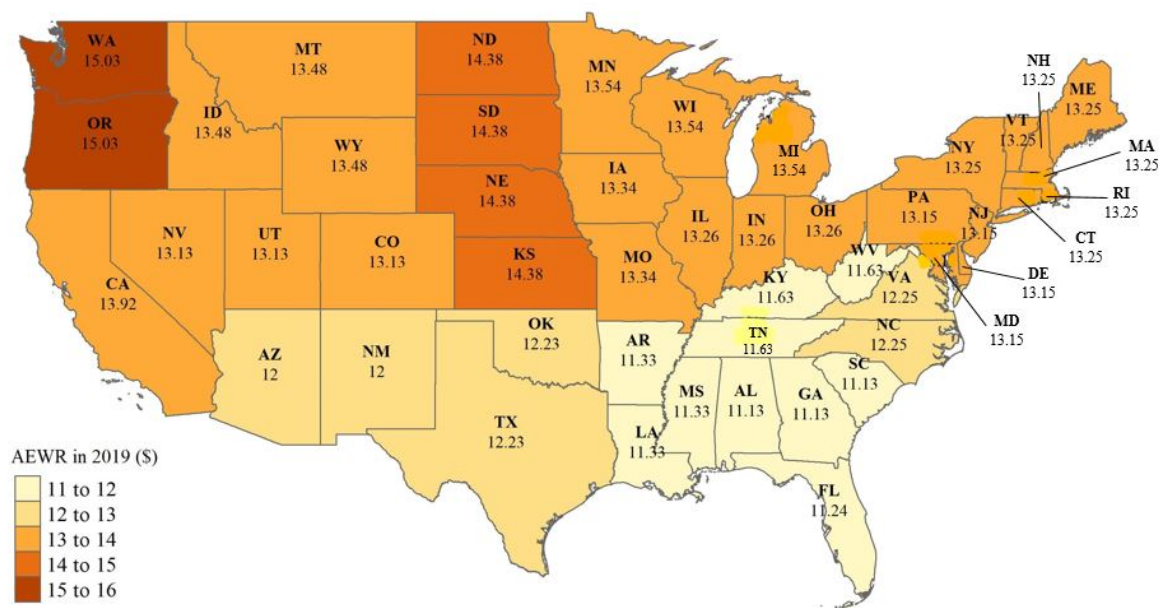 WA
15.03
OR
15.03
CA
13.92
NV
13.13
ID
13.48
MT
13.48
WY
13.48
UT
13.13
CO
13.13
AZ
12
NM
12
ND
14.38
SD
14.38
NE
14.38
KS
14.38
OK
12.23
TX
12.23
MN
13.54
IA
13.34
MO
13.34
AR
11.33
LA
11.33
WI
13.54
IL
13.26
MI
13.54
IN
13.26
OH
13.26
KY
11.63
TN
11.63
MS
11.33
AL
11.13
GA
11.13
FL
11.24
SC
11.13
NC
12.25
VA
12.25
WV
11.63
PA
13.15
NY
13.25
NJ
13.15
VT
13.25
NH
13.25
ME
13.25
MA
13.25
RI
13.25
CT
13.25
DE
13.15
MD
13.15
AEWR in 2019 ($)
11 to 12
12 to 13
13 to 14
14 to 15
15 to 16